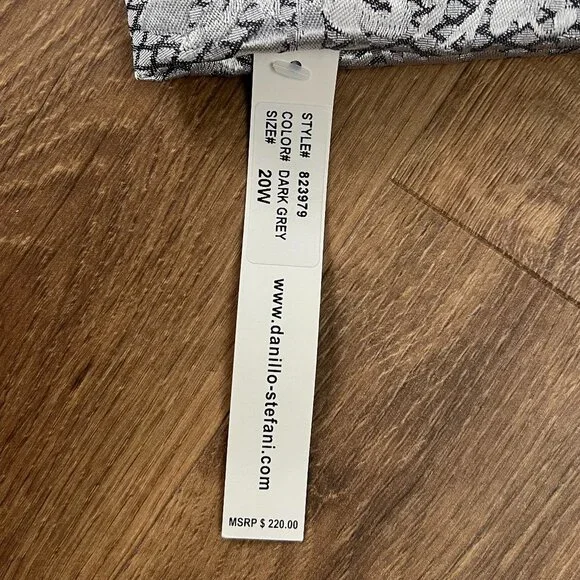 STYLE# 823979
COLOR# DARK GREY
SIZE# 20W
www.danillo-stefani.com
MSRP $ 220.00